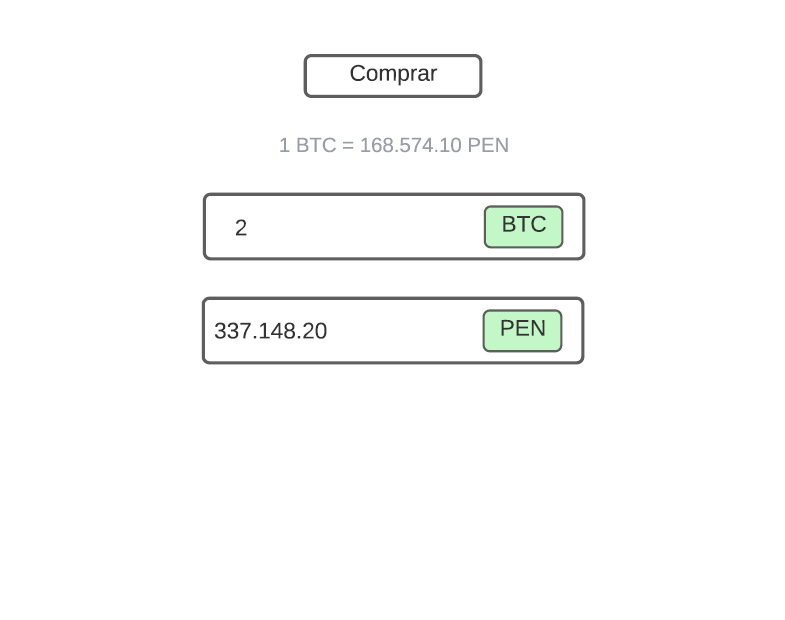 Comprar
1 BTC = 168.574.10 PEN
2 BTC
337.148.20 PEN